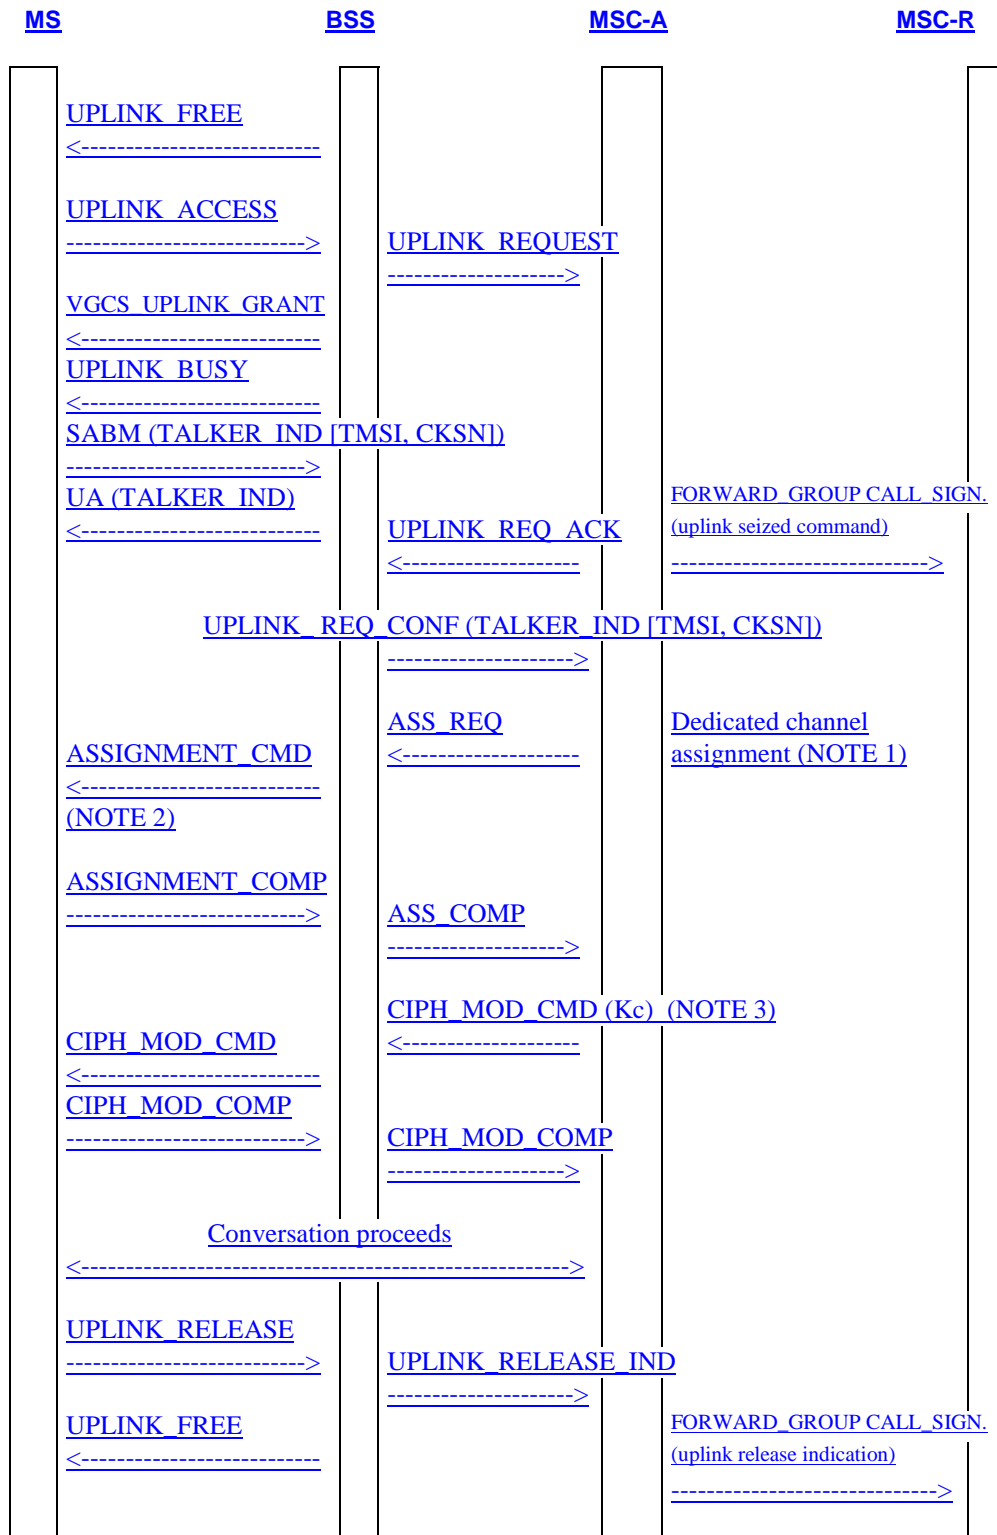 MS BSS MSC-A MSC-R
UPLINK_FREE
<---------------------------
UPLINK_ACCESS
--------------------------->
UPLINK_REQUEST
-------------------->
VGCS_UPLINK_GRANT
<---------------------------
UPLINK_BUSY
<---------------------------
SABM (TALKER_IND [TMSI, CKSN])
--------------------------->
UA (TALKER_IND)
<---------------------------
FORWARD_GROUP CALL_SIGN.
(uplink seized command)
----------------------------->
UPLINK_REQ_ACK
<--------------------
UPLINK_ REQ_CONF (TALKER_IND [TMSI, CKSN])
--------------------->
ASS_REQ
<--------------------
Dedicated channel
assignment (NOTE 1)
ASSIGNMENT_CMD
<---------------------------
(NOTE 2)
ASSIGNMENT_COMP
--------------------------->
ASS_COMP
-------------------->
CIPH_MOD_CMD (Kc) (NOTE 3)
<--------------------
CIPH_MOD_CMD
<---------------------------
CIPH_MOD_COMP
--------------------------->
CIPH_MOD_COMP
-------------------->
Conversation proceeds
<------------------------------------------------------->
UPLINK_RELEASE
--------------------------->
UPLINK_RELEASE_IND
--------------------->
UPLINK_FREE
<---------------------------
FORWARD_GROUP CALL_SIGN.
(uplink release indication)
------------------------------>